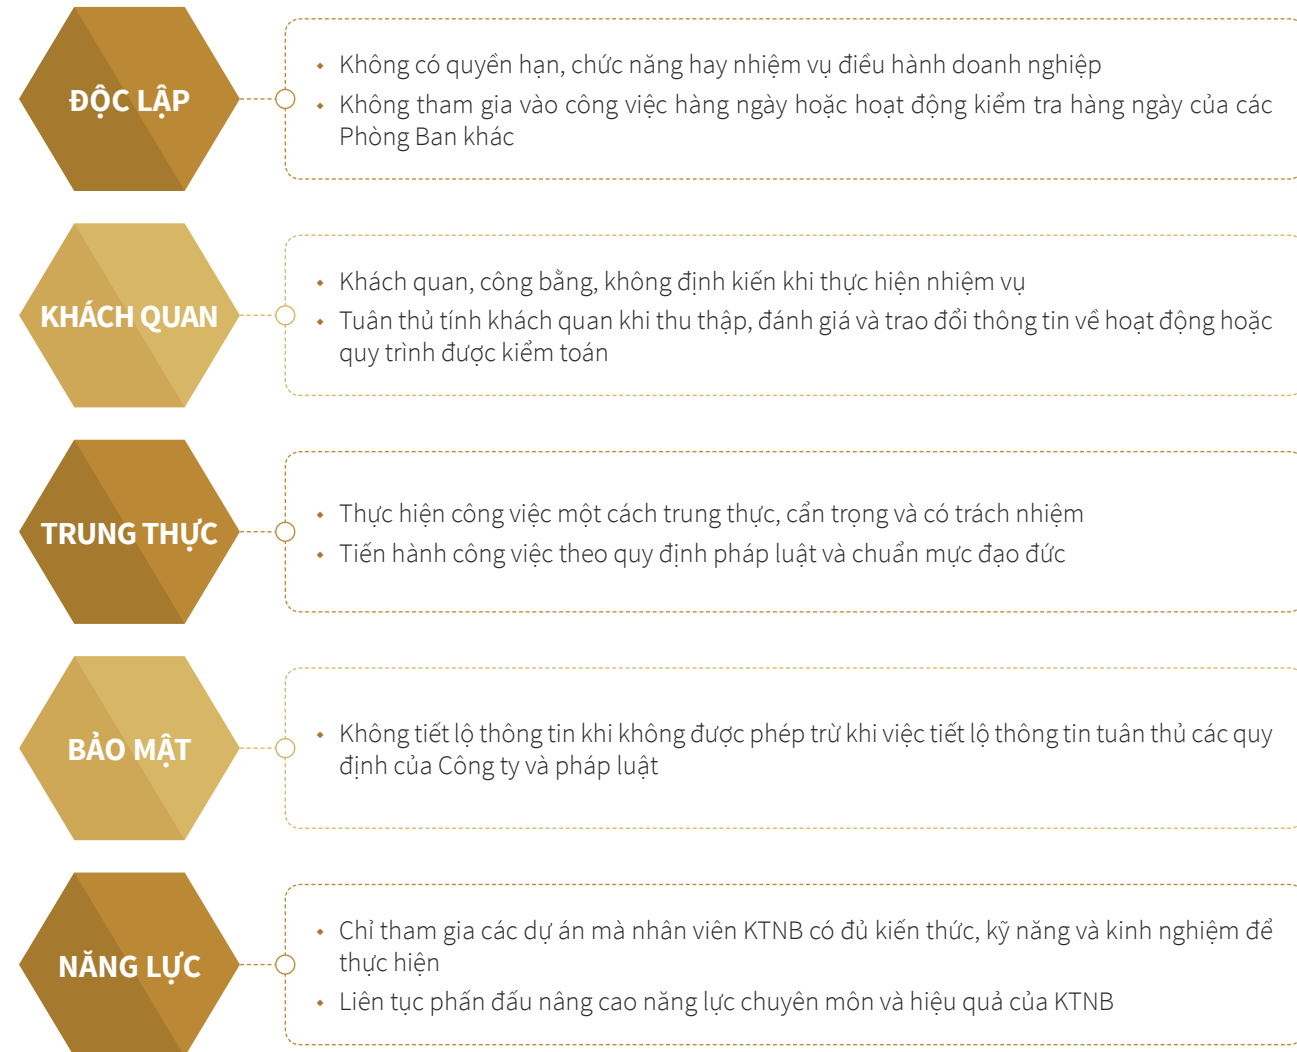 ĐỘC LẬP
Không có quyền hạn, chức năng hay nhiệm vụ điều hành doanh nghiệp
Không tham gia vào công việc hàng ngày hoặc hoạt động kiểm tra hàng ngày của các
Phòng Ban khác
KHÁCH QUAN
Khách quan, công bằng, không định kiến khi thực hiện nhiệm vụ
Tuân thủ tính khách quan khi thu thập, đánh giá và trao đổi thông tin về hoạt động hoặc
quy trình được kiểm toán
TRUNG THỰC
Thực hiện công việc một cách trung thực, cẩn trọng và có trách nhiệm
Tiến hành công việc theo quy định pháp luật và chuẩn mực đạo đức
BẢO MẬT
Không tiết lộ thông tin khi không được phép trừ khi việc tiết lộ thông tin tuân thủ các quy
định của Công ty và pháp luật
NĂNG LỰC
Chỉ tham gia các dự án mà nhân viên KTNB có đủ kiến thức, kỹ năng và kinh nghiệm để
thực hiện
Liên tục phấn đấu nâng cao năng lực chuyên môn và hiệu quả của KTNB